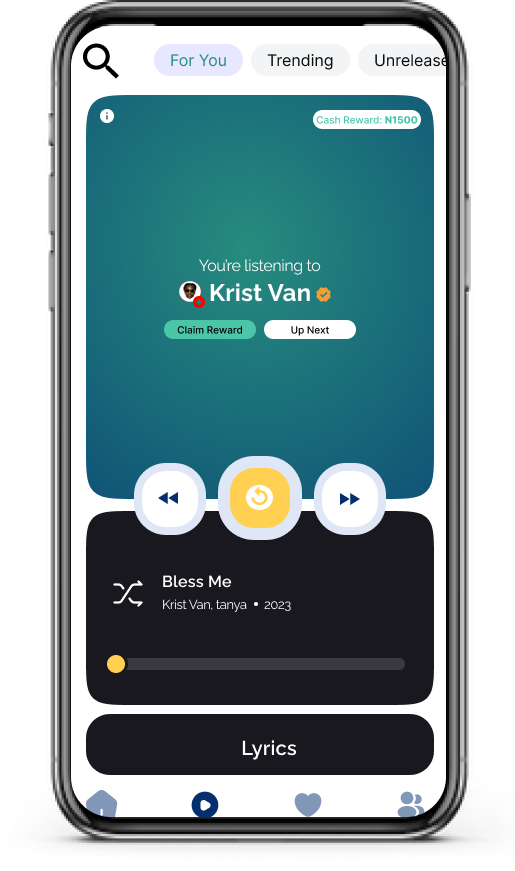 For You
Trending
Unrelease
Cash Reward: N1500
You're listening to
Krist Van
Claim Reward
Up Next
Bless Me
Krist Van, tanya • 2023
Lyrics